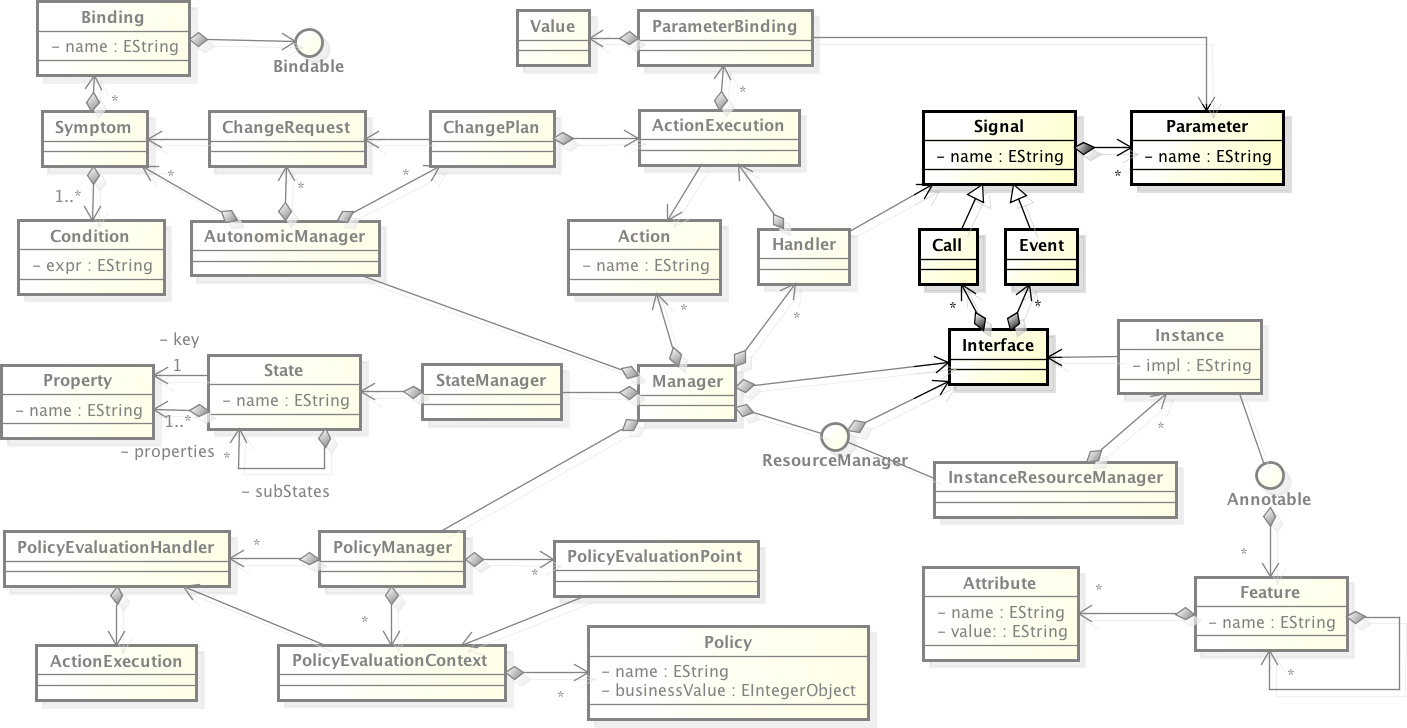 Binding
- name : EString
Bindable
Value
ParameterBinding
*
*
Symptom
ChangeRequest
ChangePlan
ActionExecution
Signal
- name : EString
Parameter
- name : EString
*
1..*
*
*
*
Condition
- expr : EString
AutonomicManager
Action
- name : EString
Handler
Call
Event
*
*
*
*
- key
1
Property
- name : EString
State
- name : EString
1..*
- properties
*
- subStates
StateManager
Manager
Interface
Instance
- impl : EString
ResourceManager
*
InstanceResourceManager
Annotable
*
PolicyEvaluationHandler
*
PolicyManager
*
PolicyEvaluationPoint
*
Attribute
- name : EString
- value: : EString
*
Feature
- name : EString
*
ActionExecution
PolicyEvaluationContext
*
Policy
- name : EString
- businessValue : EIntegerObject